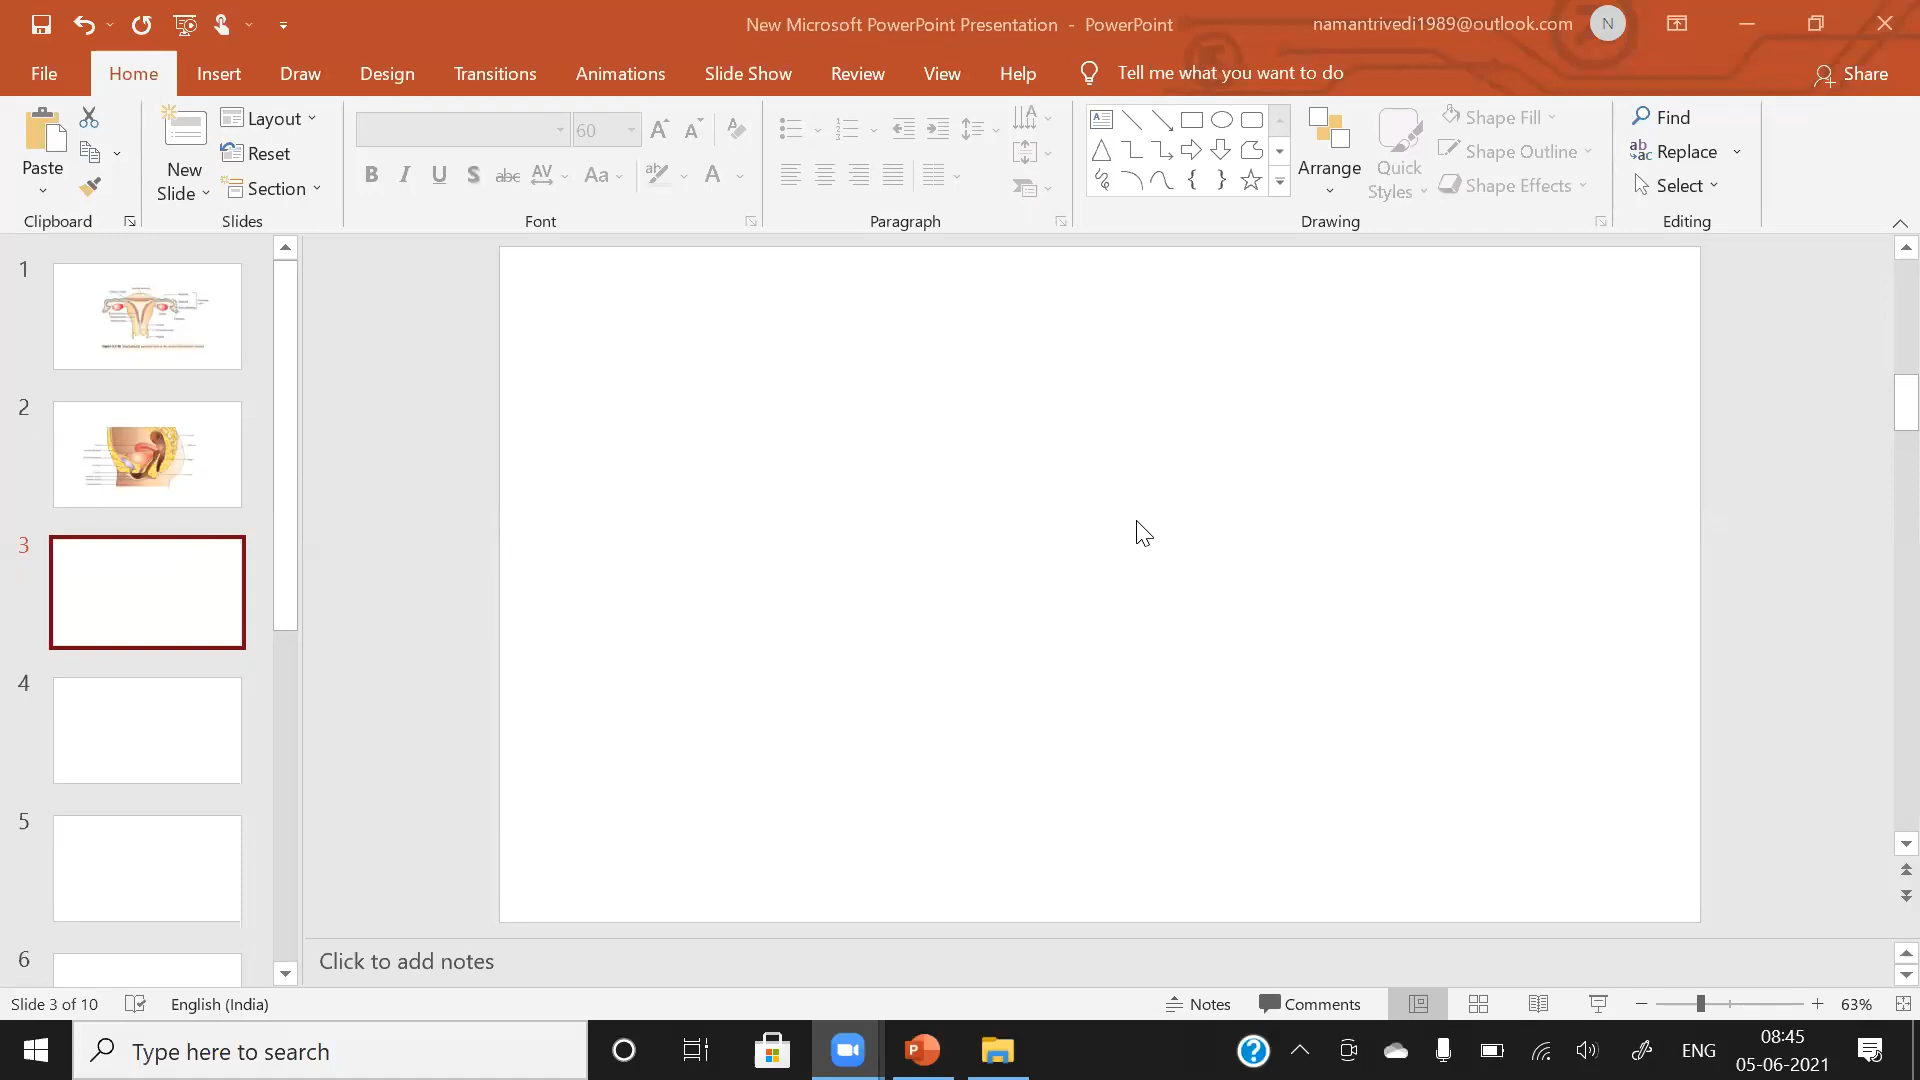 New Microsoft PowerPoint Presentation - PowerPoint
namantrivedi1989@outlook.com
N
File
Home
Insert
Draw
Design
Transitions
Animations
Slide Show
Review
View
Help
Tell me what you want to do
Share
Paste
Clipboard
New
Slide
Layout
Reset
Section
Slides
60
Font
Paragraph
Arrange
Quick
Styles
Shape Fill
Shape Outline
Shape Effects
Drawing
Find
Replace
Select
Editing
1
2
3
4
5
6
Click to add notes
Slide 3 of 10
English (India)
Notes
Comments
63%
Type here to search
ENG
08:45
05-06-2021